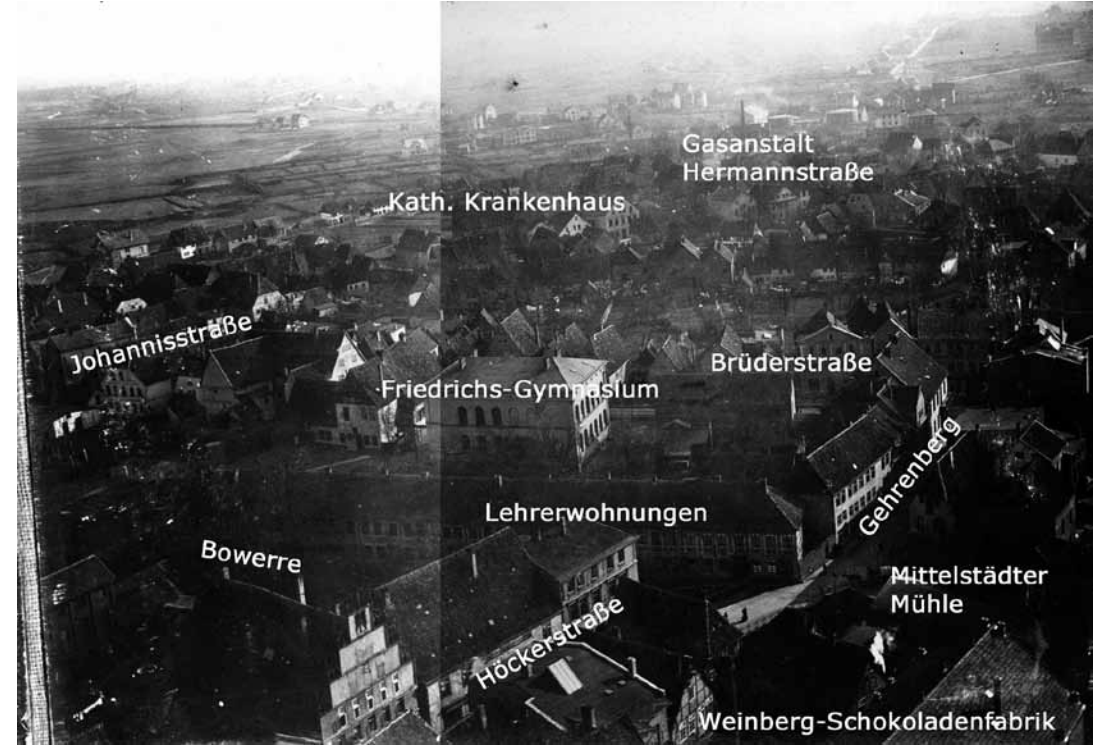 Gasanstalt
Hermannstraße
Kath. Krankenhaus
Johannisstraße
Brüderstraße
Friedrichs-Gymnasium
Gehrenberg
Lehrerwohnungen
Bowerre
Mittelstädter
Mühle
Höckerstraße
Weinberg-Schokoladenfabrik